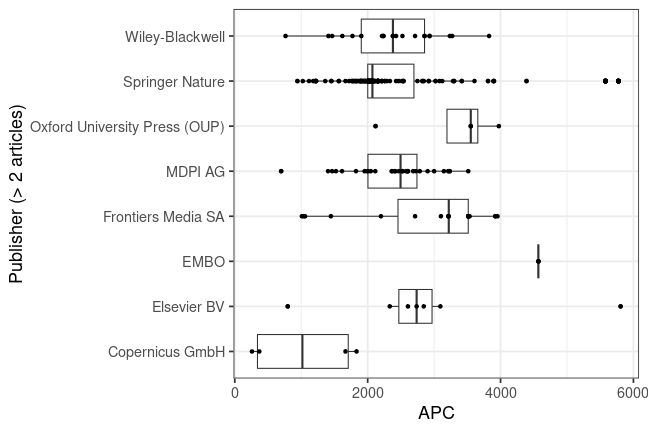 Publisher (> 2 articles)
Wiley-Blackwell
Springer Nature
Oxford University Press (OUP)
MDPI AG
Frontiers Media SA
EMBO
Elsevier BV
Copernicus GmbH
0 2000 4000 6000
APC